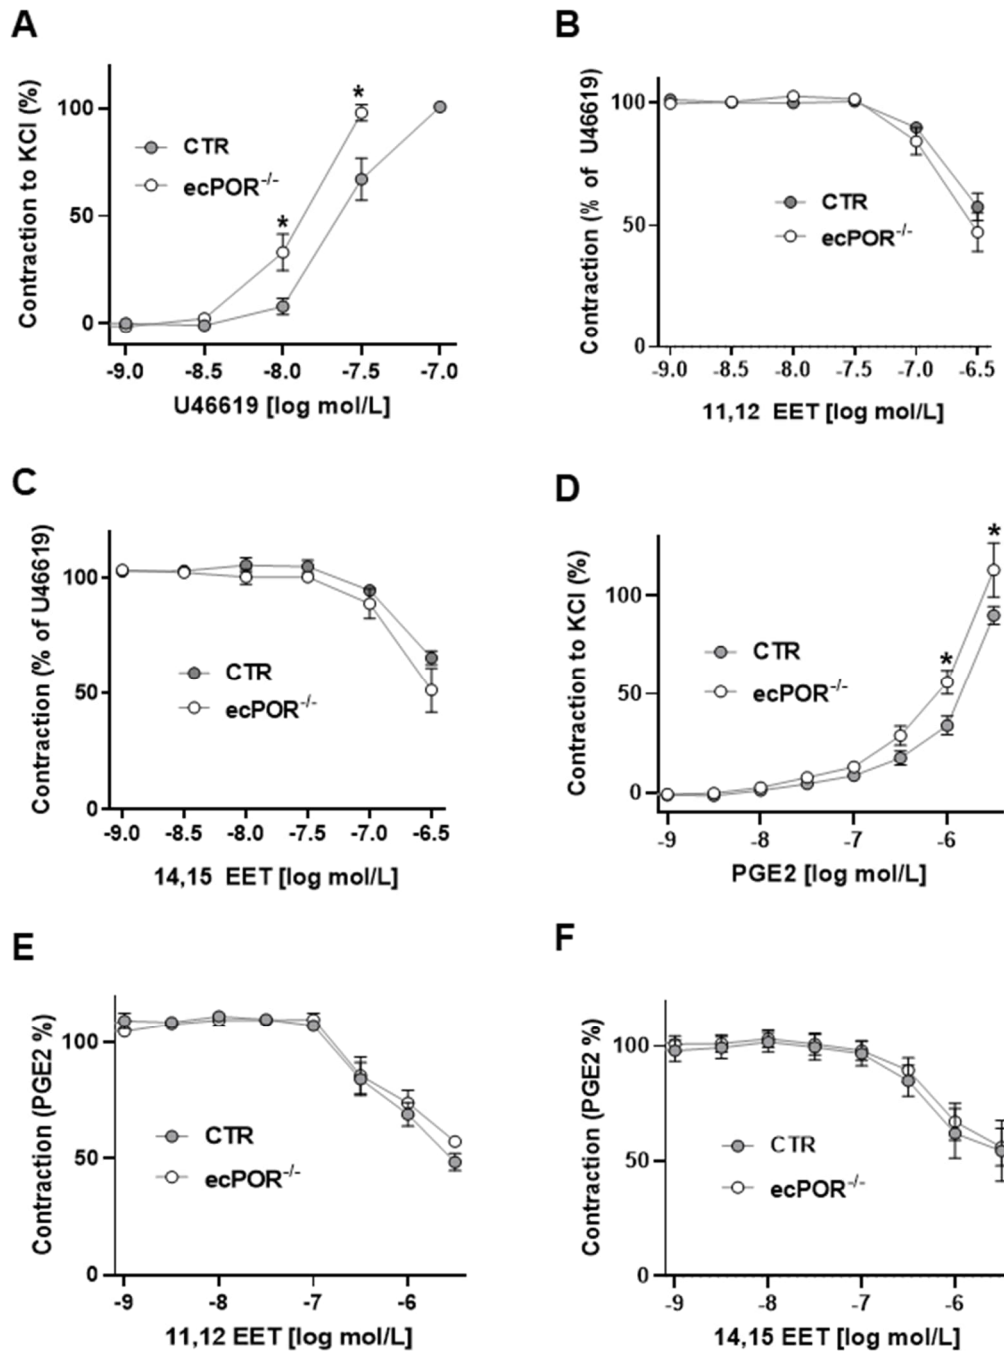 A
Contraction to KCl (%)
100
50
0
CTR
ecPOR-/-
*
*
-9.0 -8.5 -8.0 -7.5 -7.0
U46619 [log mol/L]
B
Contraction (% of U46619)
100
50
0
CTR
ecPOR-/-
-9.0 -8.5 -8.0 -7.5 -7.0 -6.5
11,12 EET [log mol/L]
C
Contraction (% of U46619)
100
50
0
CTR
ecPOR-/-
-9.0 -8.5 -8.0 -7.5 -7.0 -6.5
14,15 EET [log mol/L]
D
Contraction to KCl (%)
100
50
0
CTR
ecPOR-/-
*
*
-9 -8 -7 -6
PGE2 [log mol/L]
E
Contraction (PGE2 %)
100
50
0
CTR
ecPOR-/-
-9 -8 -7 -6
11,12 EET [log mol/L]
F
Contraction (PGE2 %)
100
50
0
CTR
ecPOR-/-
-9 -8 -7 -6
14,15 EET [log mol/L]